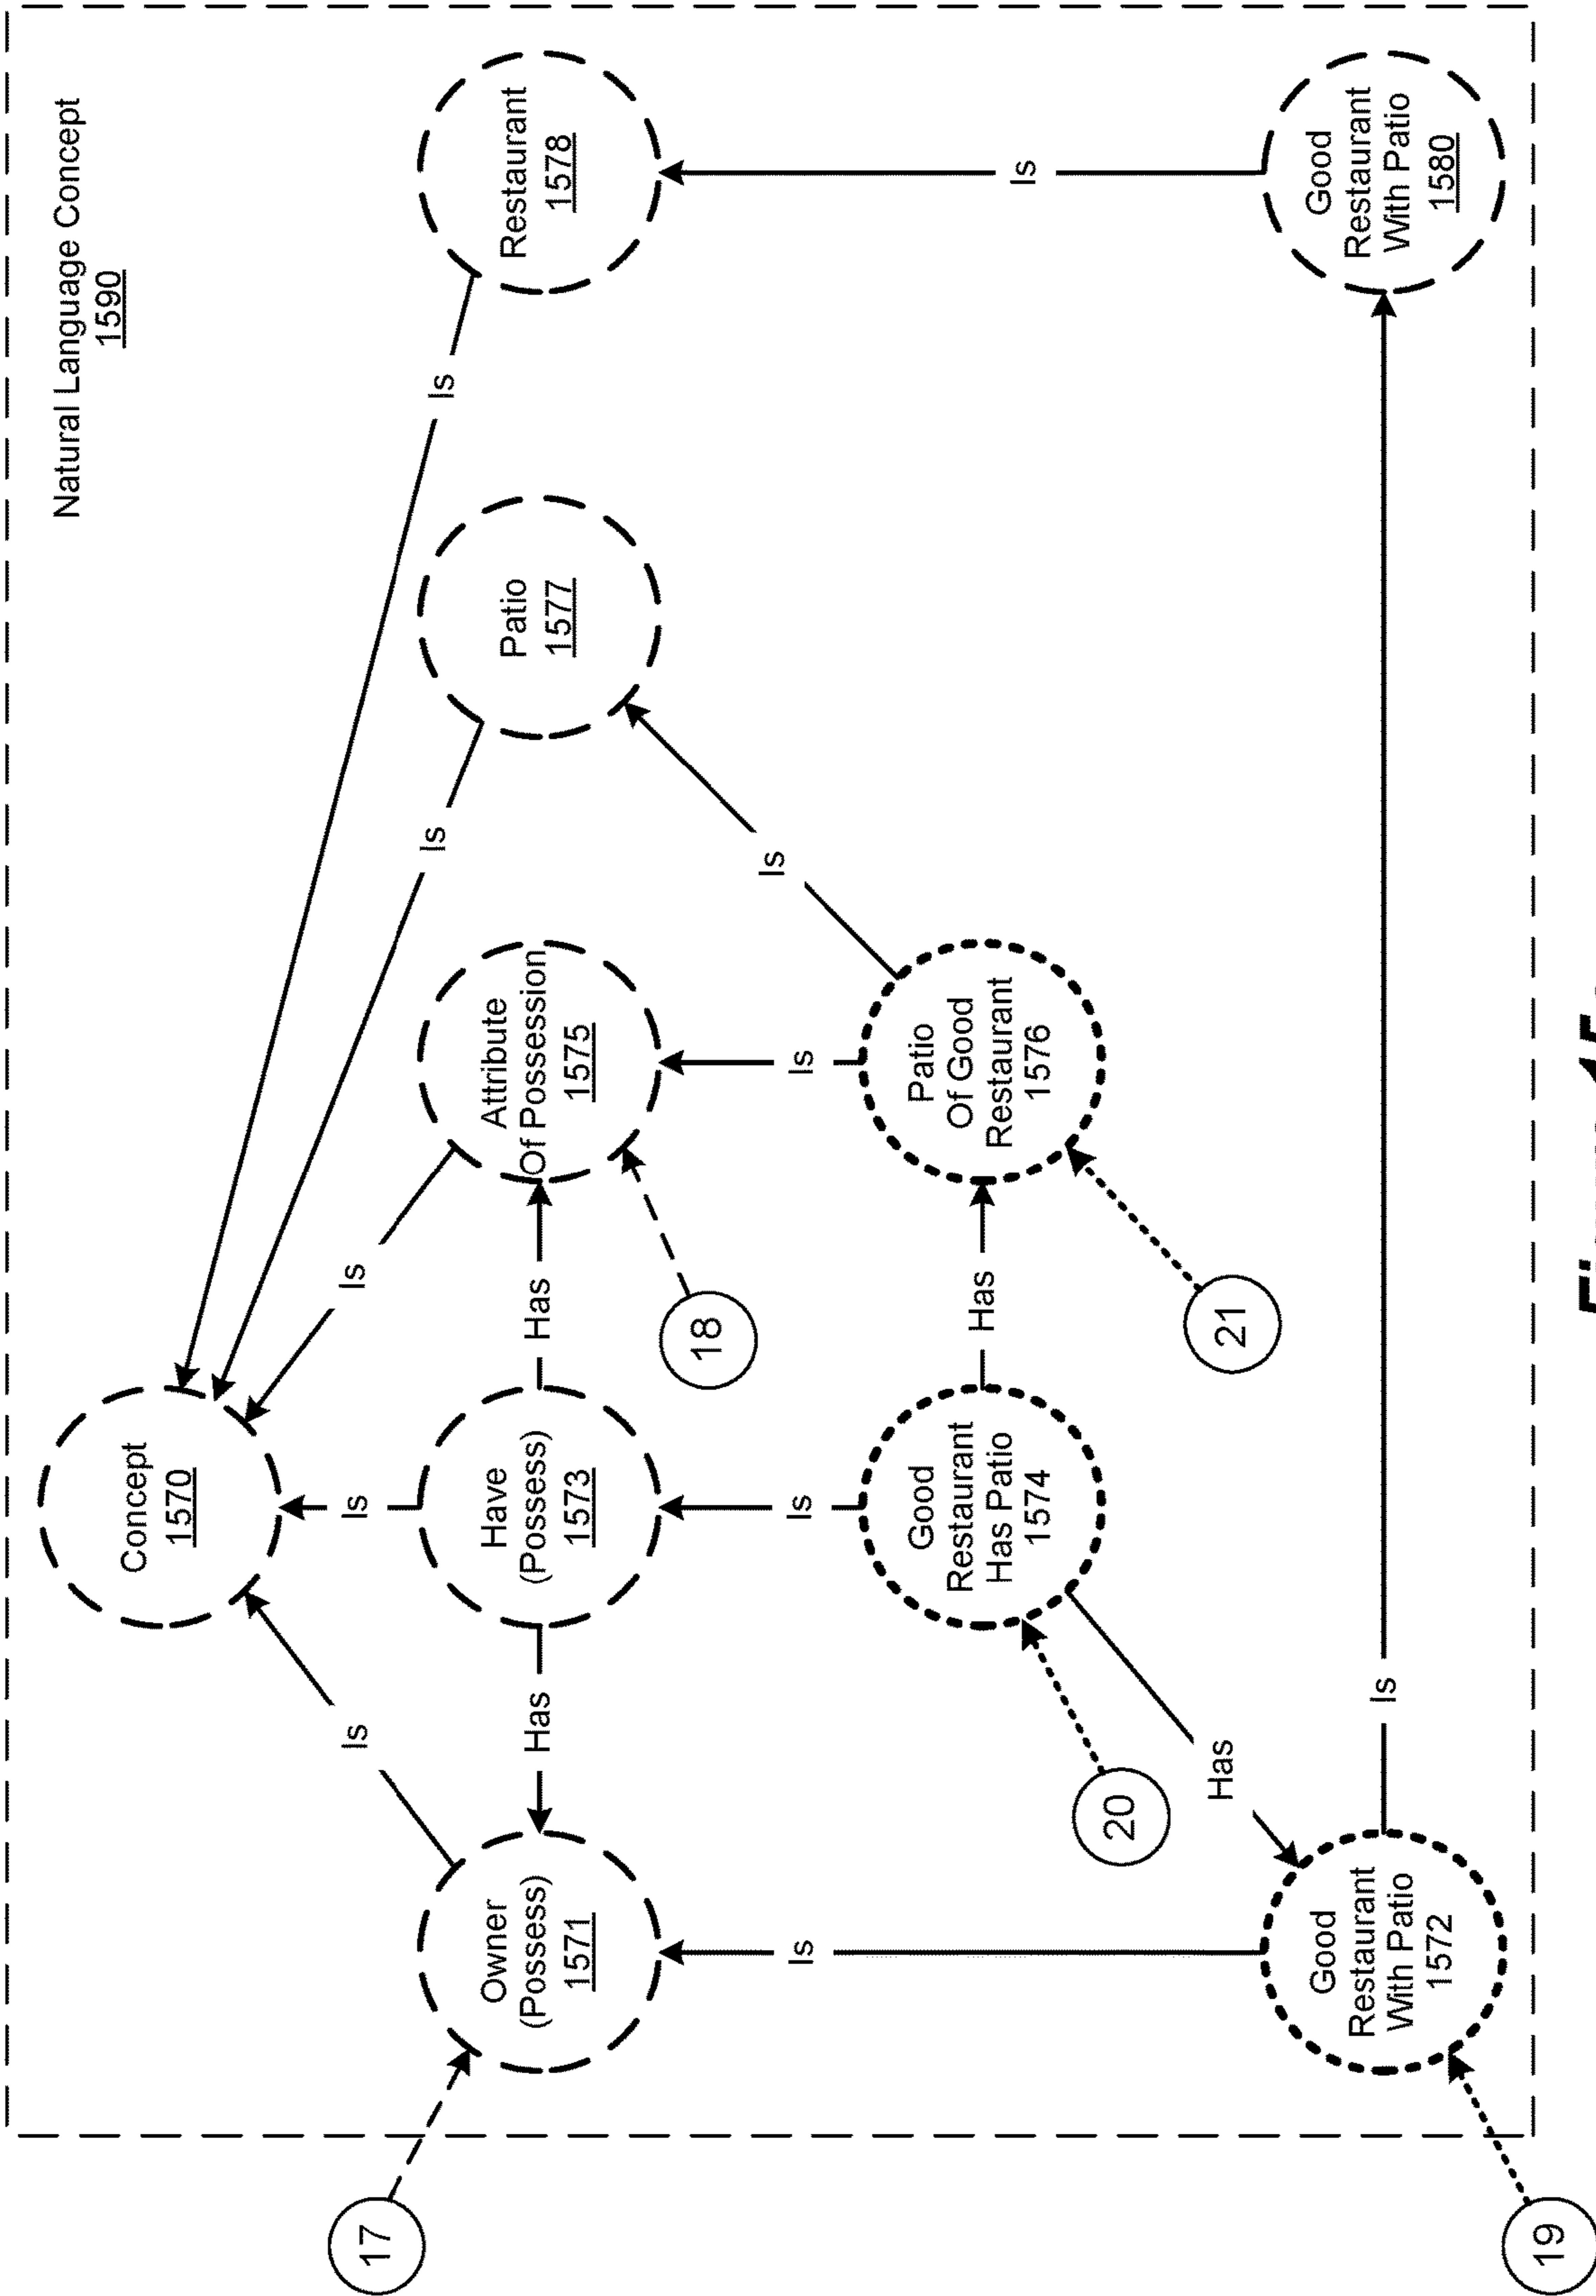 Natural Language Concept
1590
Concept
1570
Is
Is
Is
Is
Is
Owner
(Possess)
1571
Has
Have
(Possess)
1573
Has
Attribute
Of Possession
1575
Patio
1577
Restaurant
1578
17
18
Is
Is
Is
Is
Is
Good
Restaurant
Has Patio
1574
Has
Patio
Of Good
Restaurant
1576
20
Has
21
Good
Restaurant
With Patio
1572
Is
Good
Restaurant
With Patio
1580
19